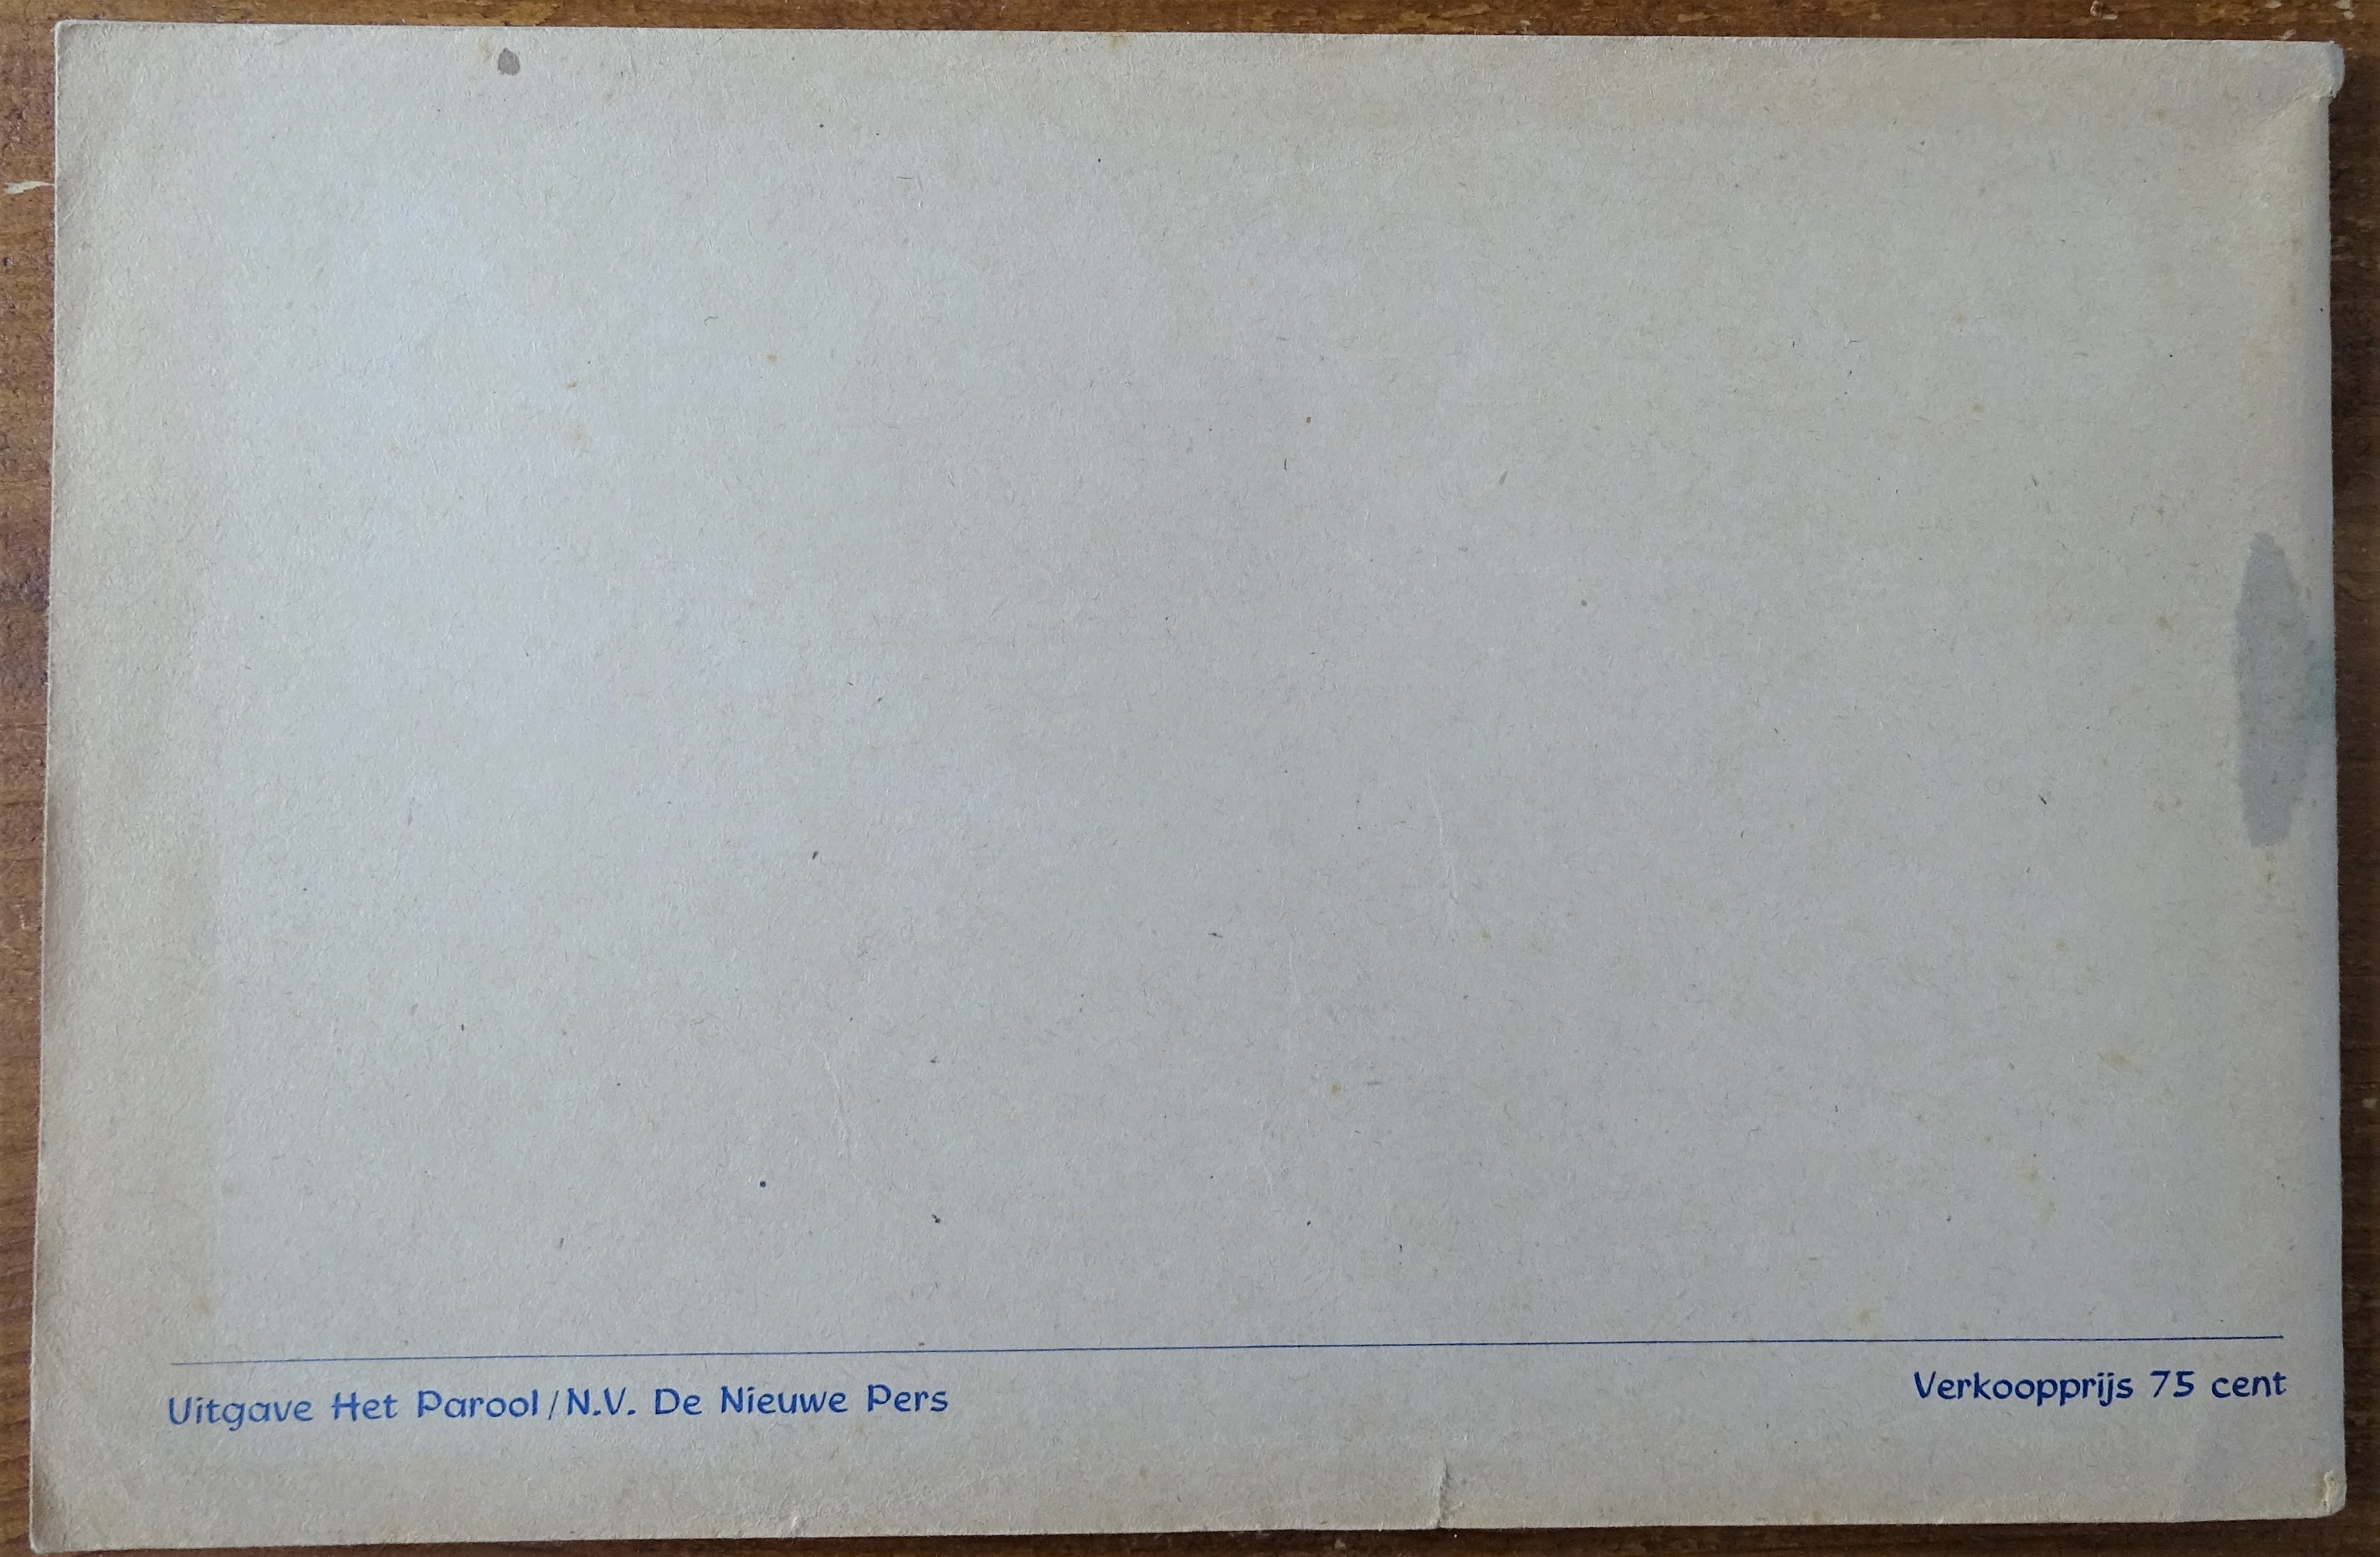 Uitgave Het Parool/N.V. De Nieuwe Pers
Verkoopprijs 75 cent